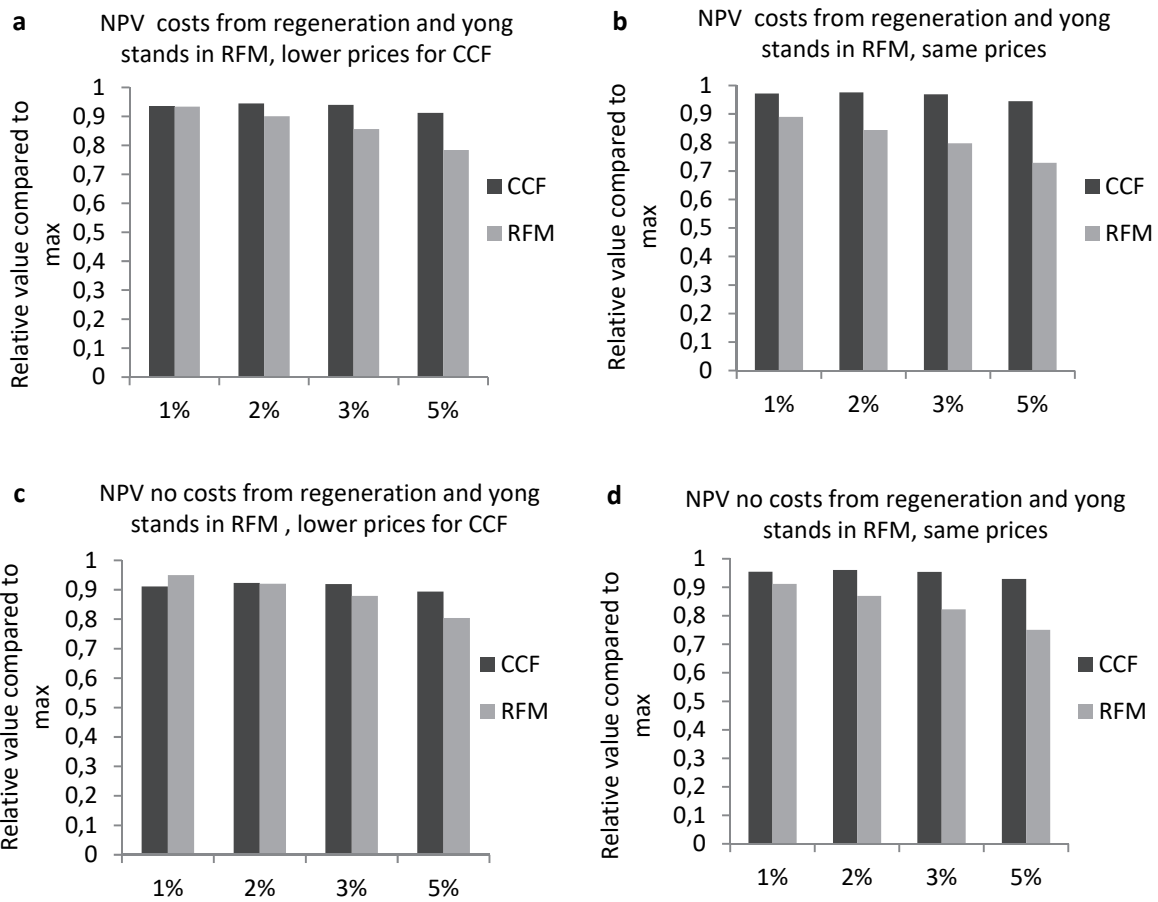 a
NPV costs from regeneration and yong
stands in RFM, lower prices for CCF
Relative value compared to
max
1
0,9
0,8
0,7
0,6
0,5
0,4
0,3
0,2
0,1
0
1% 2% 3% 5%
CCF
RFM
b
NPV costs from regeneration and yong
stands in RFM, same prices
Relative value compared to
max
1
0,9
0,8
0,7
0,6
0,5
0,4
0,3
0,2
0,1
0
1% 2% 3% 5%
CCF
RFM
c
NPV no costs from regeneration and yong
stands in RFM , lower prices for CCF
Relative value compared to
max
1
0,9
0,8
0,7
0,6
0,5
0,4
0,3
0,2
0,1
0
1% 2% 3% 5%
CCF
RFM
d
NPV no costs from regeneration and yong
stands in RFM, same prices
Relative value compared to
max
1
0,9
0,8
0,7
0,6
0,5
0,4
0,3
0,2
0,1
0
1% 2% 3% 5%
CCF
RFM